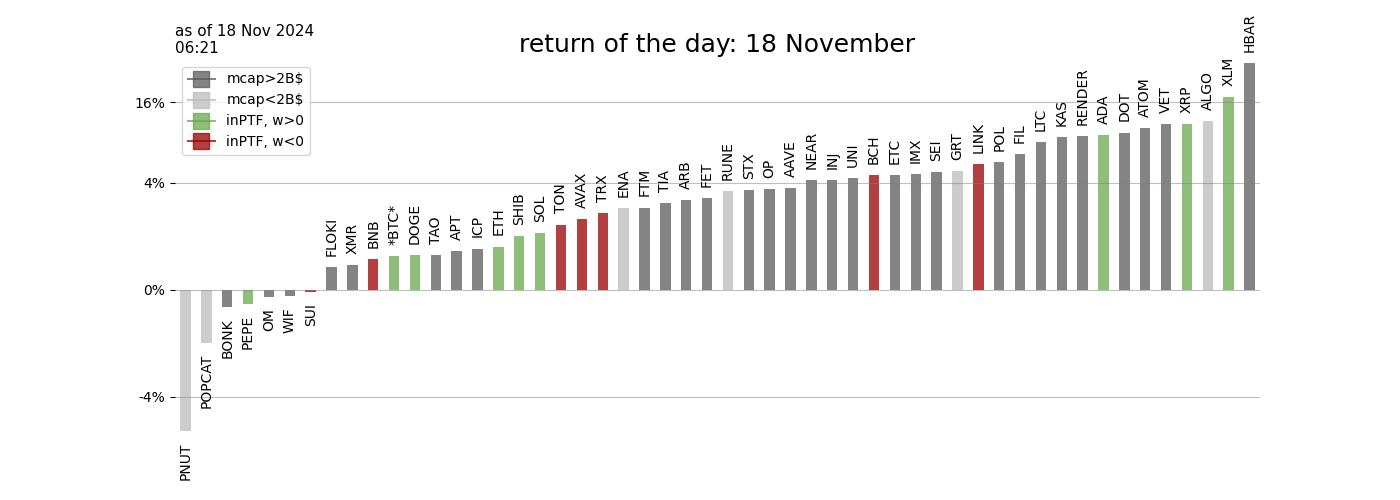 as of 18 Nov 2024
06:21
return of the day: 18 November
mcap>2B$
mcap<2B$
inPTF, w>0
inPTF, w<0
16%
4%
0%
-4%
PNUT
POPCAT
BONK
PEPE
OM
WIF
SUI
FLOKI
XMR
BNB
*BTC*
DOGE
TAO
APT
ICP
ETH
SHIB
SOL
TON
AVAX
TRX
ENA
FTM
TIA
ARB
FET
RUNE
STX
OP
AAVE
NEAR
INJ
UNI
BCH
ETC
IMX
SEI
GRT
LINK
POL
FIL
LTC
KAS
RENDER
ADA
DOT
ATOM
VET
XRP
ALGO
XLM
HBAR